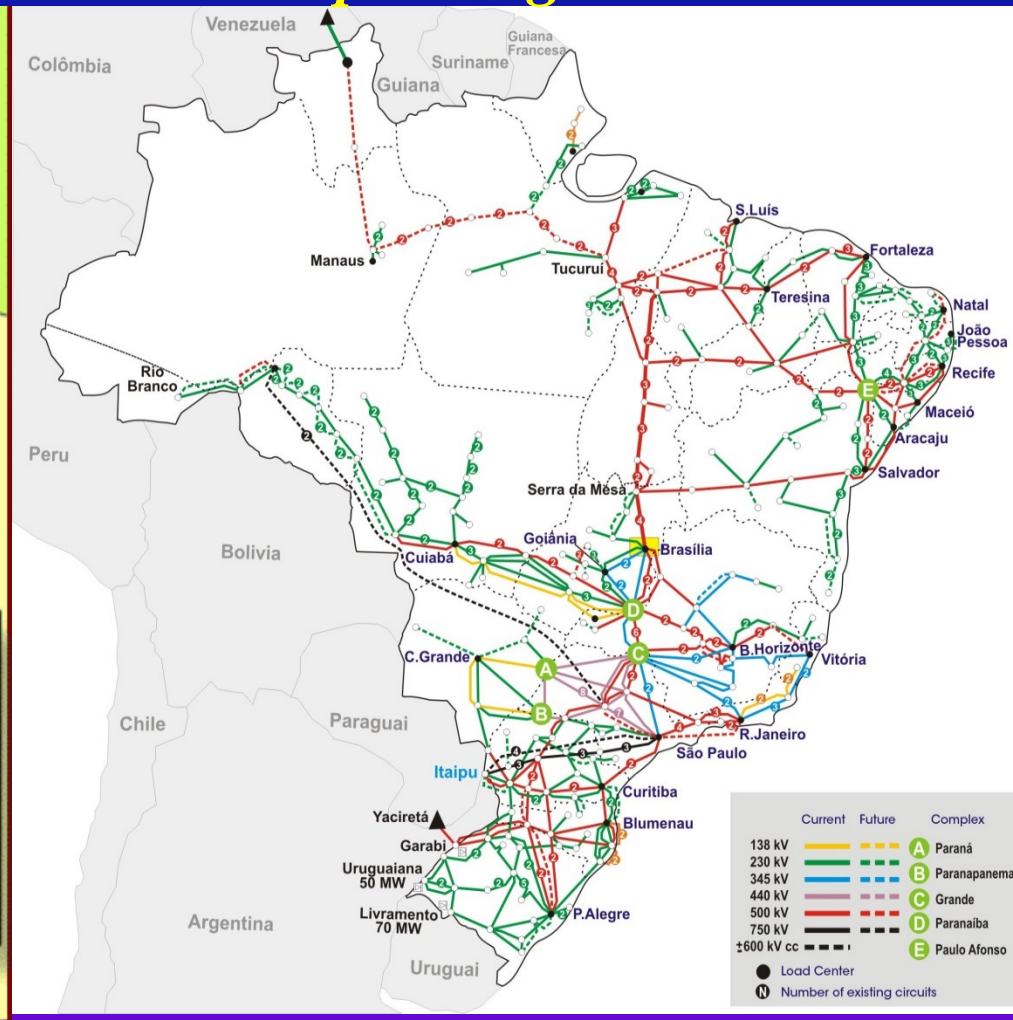 Venezuela
Guiana
Francesa
Suriname
Colômbia
Guiana
S.Luís
Manaus
Tucuruí
Fortaleza
Teresina
Natal
João
Pessoa
Rio
Branco
Recife
E
Maceió
Aracaju
Peru
Salvador
Serra da Mesa
Goiânia
Brasília
Bolivia
Cuiabá
D
C.Grande
C
B.Horizonte
Vitória
A
B
Chile
Paraguai
R.Janeiro
São Paulo
Itaipu
Curitiba
Yaciretá
Blumenau
Garabi
Uruguaiana
50 MW
Livramento
70 MW
P.Alegre
Argentina
Uruguai
Current Future Complex
138 kV A Paraná
230 kV B Paranapanema
345 kV C Grande
440 kV
500 kV D Paranaíba
750 kV
±600 kV cc E Paulo Afonso
Load Center
N Number of existing circuits